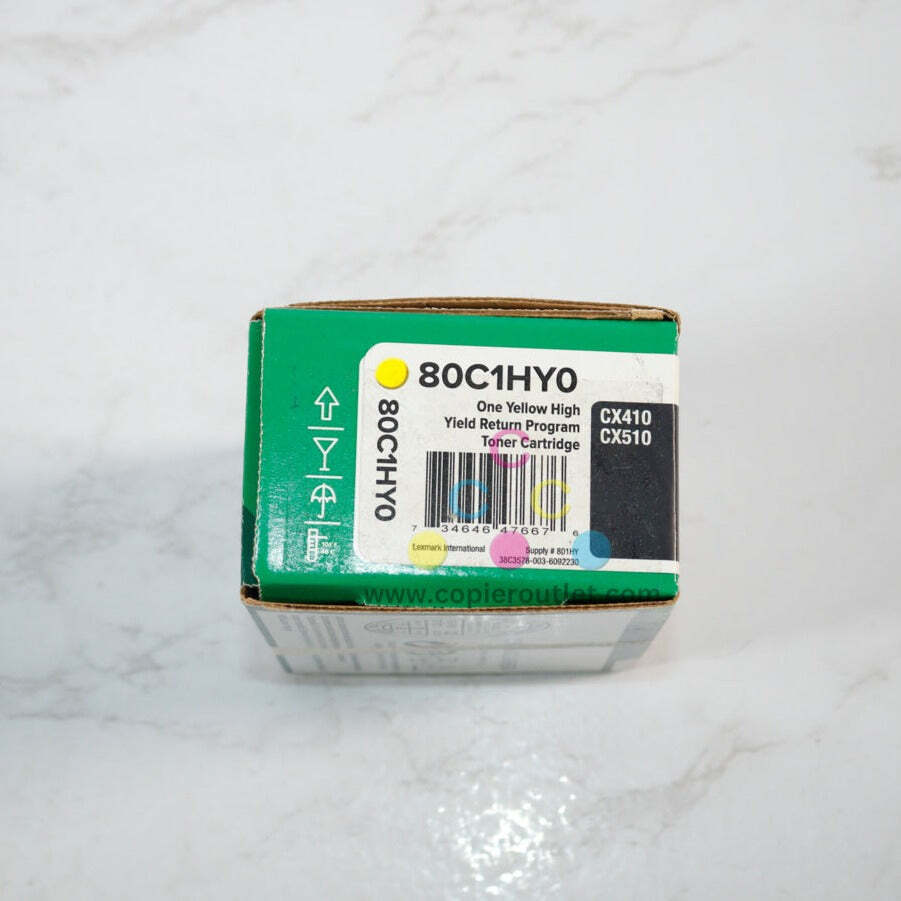 80C1HY0
80C1HY0
One Yellow High
Yield Return Program
Toner Cartridge
CX410
CX510
7 34646 47667 6
Lexmark International
Supply # 801HY
38C3578-003-6092230
www.copieroutlet.com